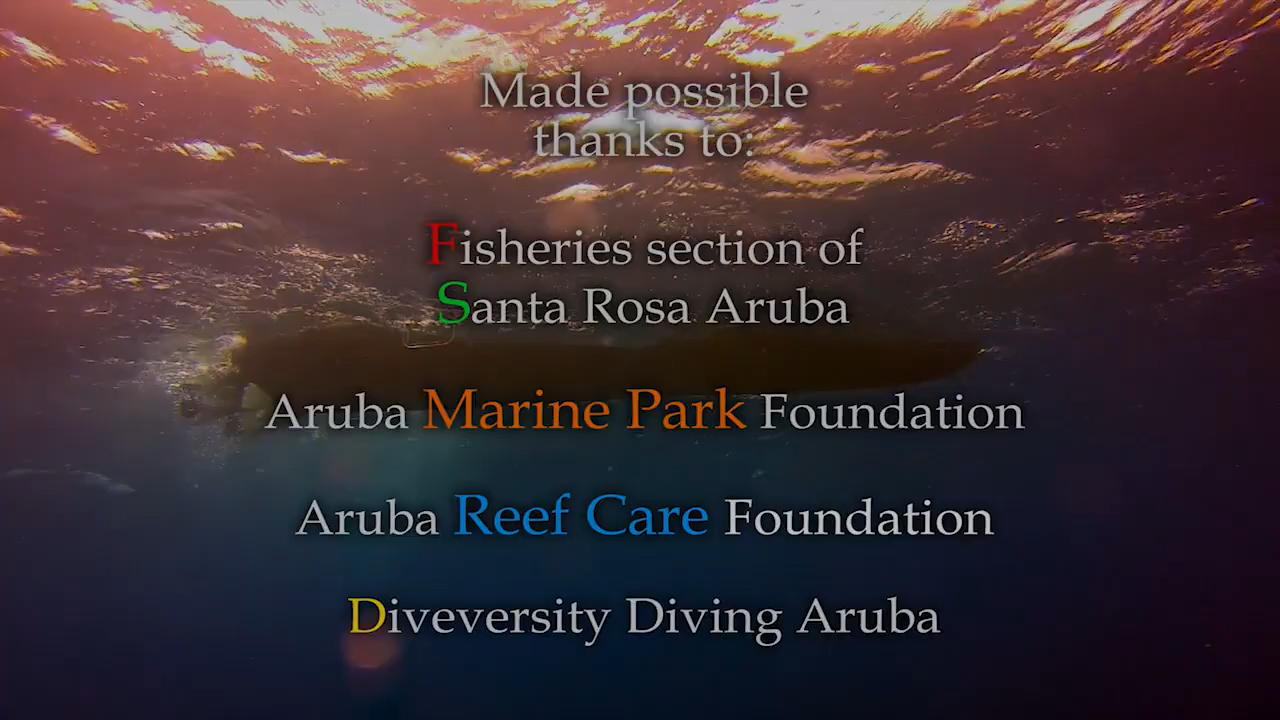 Made possible
thanks to:
Fisheries section of
Santa Rosa Aruba
Aruba Marine Park Foundation
Aruba Reef Care Foundation
Diveversity Diving Aruba